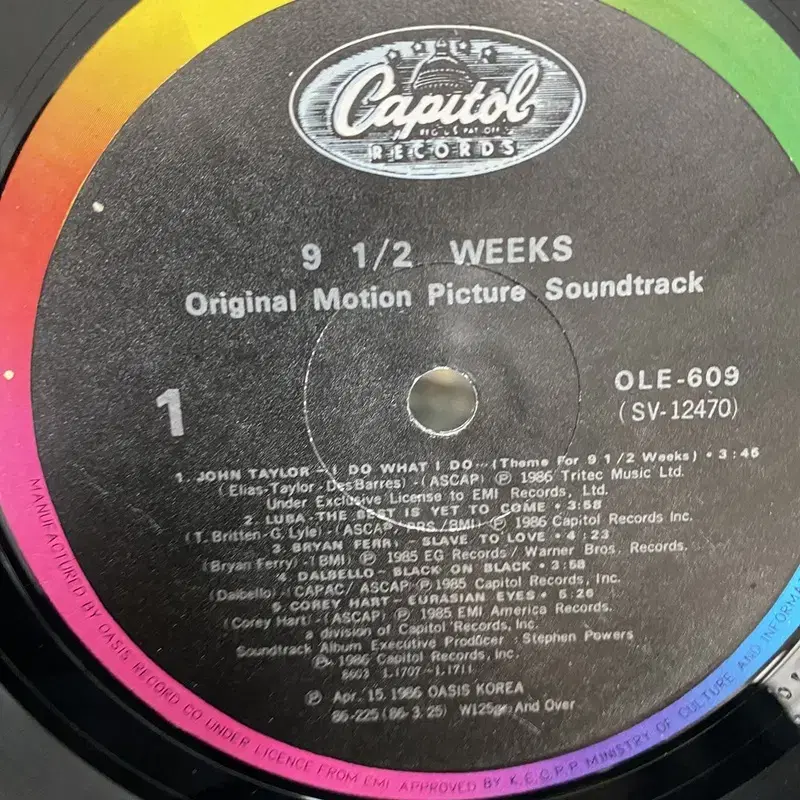 Capitol
REG. U.S. PAT. OFF.
RECORDS
9 1/2 WEEKS
Original Motion Picture Soundtrack
1
OLE-609
(SV-12470)
1. JOHN TAYLOR – I DO WHAT I DO···(Theme For 9 1/2 Weeks) • 3:46
(Elias-Taylor-DesBarres)-(ASCAP) Ⓟ 1986 Tritec Music Ltd.
Under Exclusive License to EMI Records, Ltd.
2. LUBA-THE BEST IS YET TO COME • 3:58
(T. Britten-G. Lyle)-(ASCAP, PRS/BMI) Ⓟ 1986 Capitol Records Inc.
3. BRYAN FERRY – SLAVE TO LOVE • 4:23
(Bryan Ferry)-(BMI) Ⓟ 1985 EG Records / Warner Bros. Records.
4. DALBELLO – BLACK ON BLACK • 3:58
(Dalbello)-(CAPAC/ ASCAP Ⓟ 1985 Capitol Records, Inc.
5. COREY HART – EURASIAN EYES • 5:26
(Corey Hart)-(ASCAP) Ⓟ 1985 EMI America Records.
a division of Capitol Records, Inc.
Soundtrack Album Executive Producer : Stephen Powers
Ⓟ 1986 Capitol Records, Inc.
8603 L1707~L1711
Ⓟ Apr. 15. 1986 OASIS KOREA
86-225 (86·3.25) W125gr. And Over
MANUFACTURED BY OASIS RECORD CO UNDER LICENCE FROM EMI APPROVED BY K.E.C.P.P. MINISTRY OF CULTURE AND INFORMA